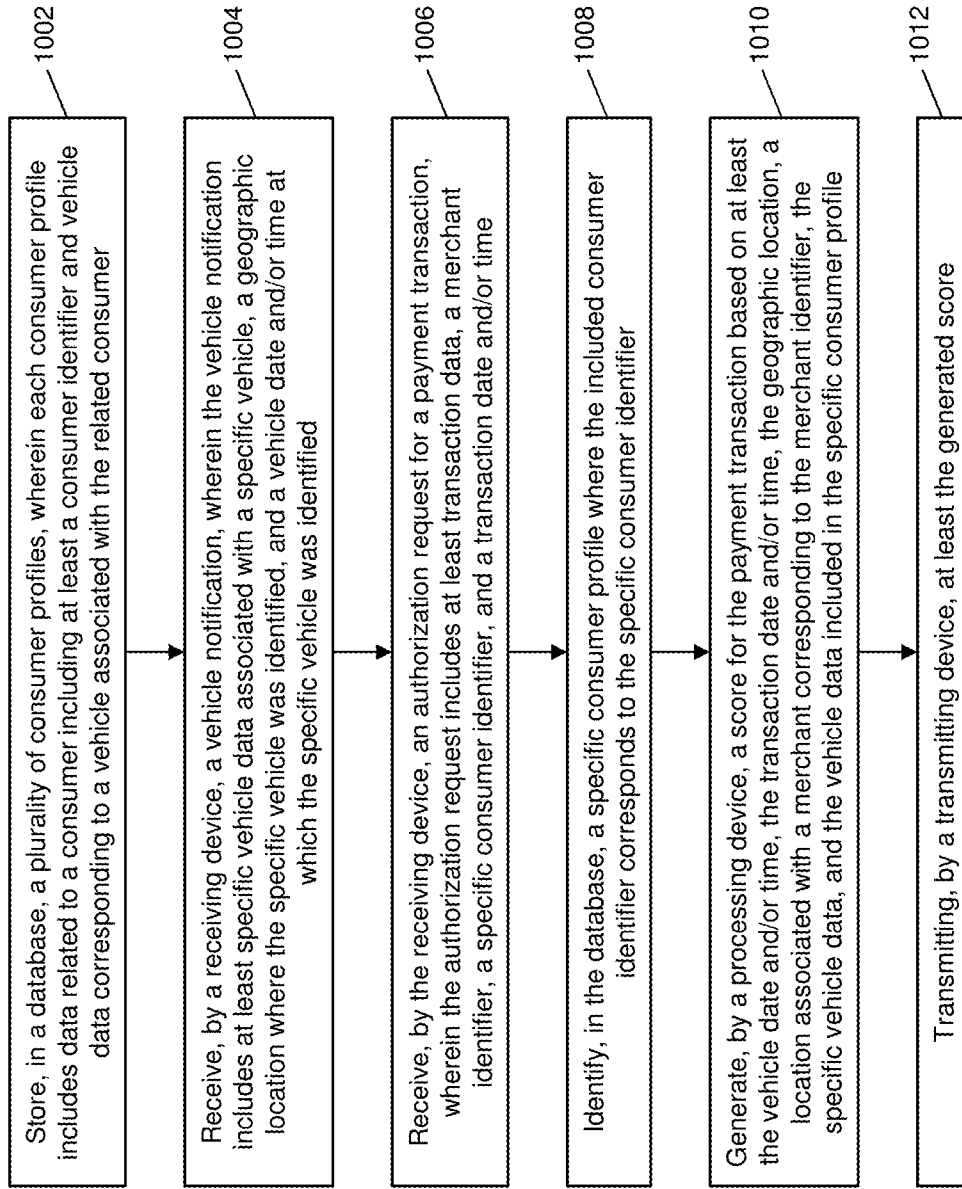 Store, in a database, a plurality of consumer profiles, wherein each consumer profile
includes data related to a consumer including at least a consumer identifier and vehicle
data corresponding to a vehicle associated with the related consumer
1002
Receive, by a receiving device, a vehicle notification, wherein the vehicle notification
includes at least specific vehicle data associated with a specific vehicle, a geographic
location where the specific vehicle was identified, and a vehicle date and/or time at
which the specific vehicle was identified
1004
Receive, by the receiving device, an authorization request for a payment transaction,
wherein the authorization request includes at least transaction data, a merchant
identifier, a specific consumer identifier, and a transaction date and/or time
1006
Identify, in the database, a specific consumer profile where the included consumer
identifier corresponds to the specific consumer identifier
1008
Generate, by a processing device, a score for the payment transaction based on at least
the vehicle date and/or time, the transaction date and/or time, the geographic location, a
location associated with a merchant corresponding to the merchant identifier, the
specific vehicle data, and the vehicle data included in the specific consumer profile
1010
Transmitting, by a transmitting device, at least the generated score
1012